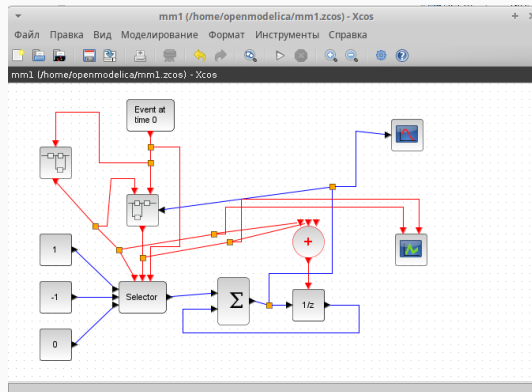 mm1 (/home/openmodelica/mm1.zcos) - Xcos
Файл Правка Вид Моделирование Формат Инструменты Справка
mm1 (/home/openmodelica/mm1.zcos) - Xcos
Event at
time 0
1
-1
0
Selector
Σ
+
1/z